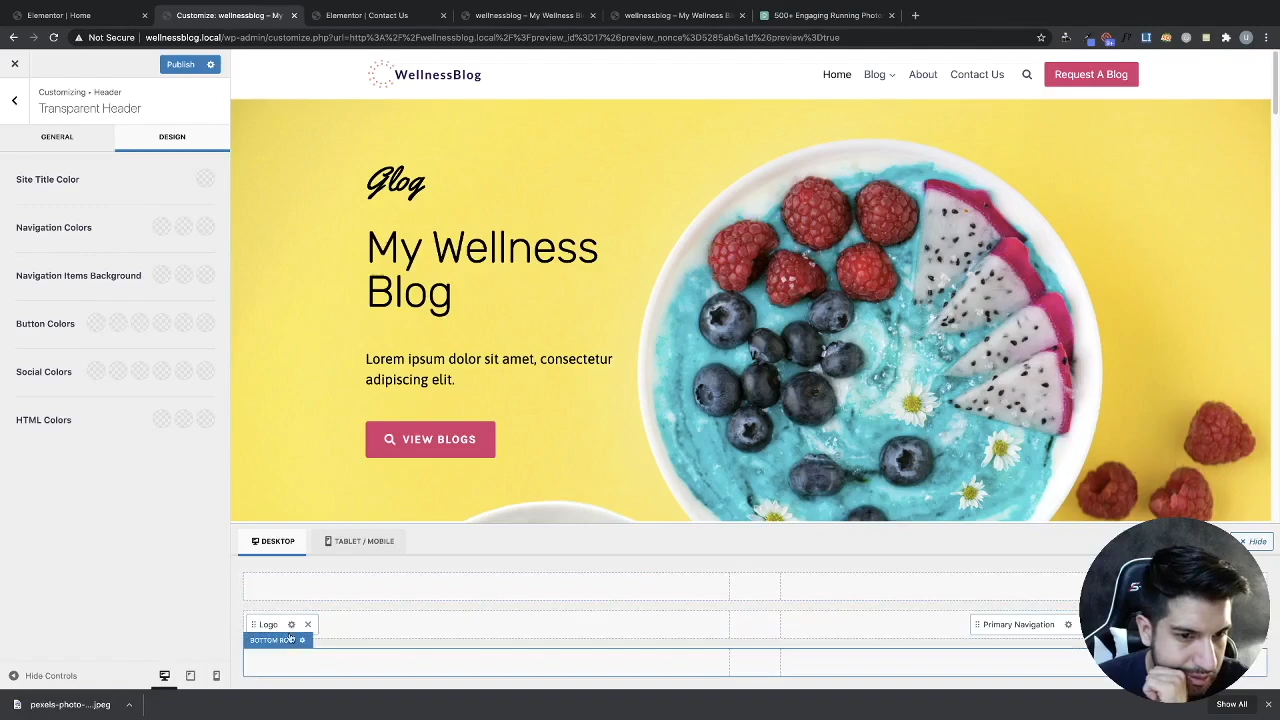 Elementor | Home
Customize: wellnessblog – My
Elementor | Contact Us
wellnessblog – My Wellness Bl
wellnessblog – My Wellness B
500+ Engaging Running Photo
Not Secure
wellnessblog.local/wp-admin/customize.php?url=http%3A%2F%2Fwellnessblog.local%2F%3Fpreview_id%3D17%26preview_nonce%3D5285ab6a1d%26preview%3Dtrue
Publish
Customizing • Header
Transparent Header
GENERAL
DESIGN
Site Title Color
Navigation Colors
Navigation Items Background
Button Colors
Social Colors
HTML Colors
Hide Controls
WellnessBlog
Home
Blog
About
Contact Us
Request A Blog
Glog
My Wellness
Blog
Lorem ipsum dolor sit amet, consectetur
adipiscing elit.
VIEW BLOGS
DESKTOP
TABLET / MOBILE
Hide
Logo
Primary Navigation
BOTTOM ROW
pexels-photo-....jpeg
Show All